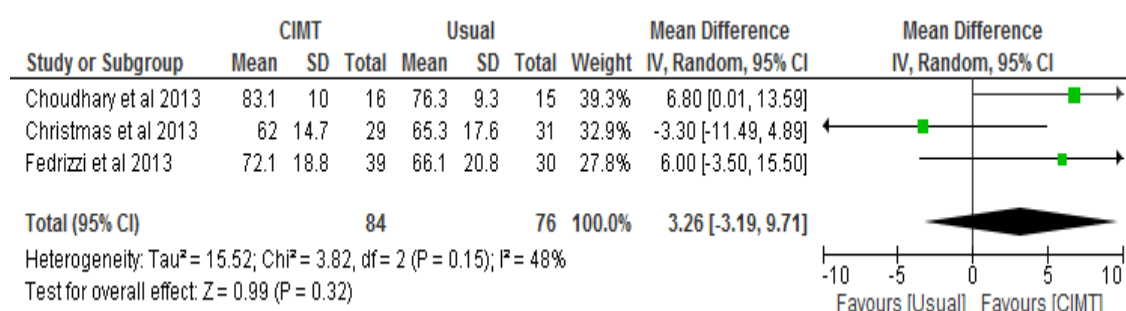 CIMT Usual Mean Difference Mean Difference
Study or Subgroup Mean SD Total Mean SD Total Weight IV, Random, 95% CI IV, Random, 95% CI
Choudhary et al 2013 83.1 10 16 76.3 9.3 15 39.3% 6.80 [0.01, 13.59]
Christmas et al 2013 62 14.7 29 65.3 17.6 31 32.9% -3.30 [-11.49, 4.89]
Fedrizzi et al 2013 72.1 18.8 39 66.1 20.8 30 27.8% 6.00 [-3.50, 15.50]
Total (95% CI) 84 76 100.0% 3.26 [-3.19, 9.71]
Heterogeneity: Tau² = 15.52; Chi² = 3.82, df = 2 (P = 0.15); I² = 48%
Test for overall effect: Z = 0.99 (P = 0.32)
-10 -5 0 5 10
Favours [Usual] Favours [CIMT]